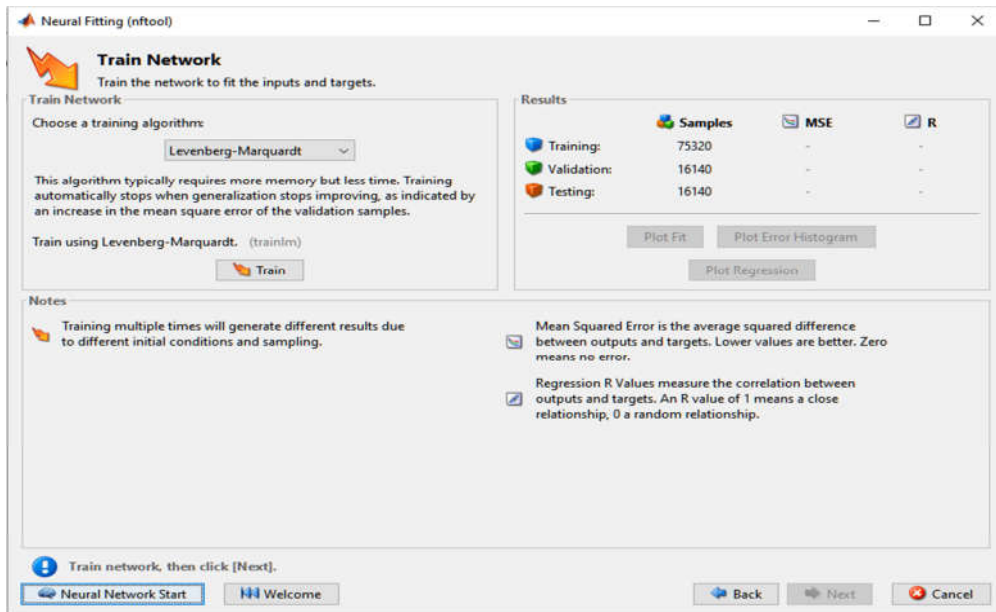 Neural Fitting (nftool)
Train Network
Train the network to fit the inputs and targets.
Train Network
Choose a training algorithm:
Levenberg-Marquardt
This algorithm typically requires more memory but less time. Training
automatically stops when generalization stops improving, as indicated by
an increase in the mean square error of the validation samples.
Train using Levenberg-Marquardt. (trainlm)
Train
Results
Samples MSE R
Training: 75320 - -
Validation: 16140 - -
Testing: 16140 - -
Plot Fit Plot Error Histogram
Plot Regression
Notes
Training multiple times will generate different results due
to different initial conditions and sampling.
Mean Squared Error is the average squared difference
between outputs and targets. Lower values are better. Zero
means no error.
Regression R Values measure the correlation between
outputs and targets. An R value of 1 means a close
relationship, 0 a random relationship.
Train network, then click [Next].
Neural Network Start Welcome Back Next Cancel